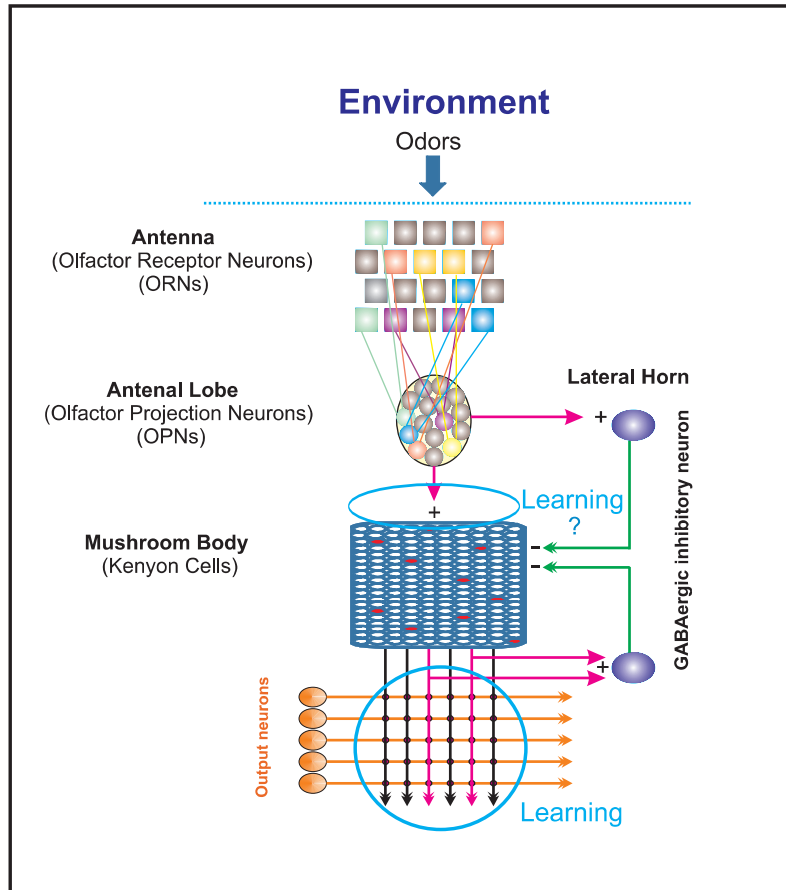 Environment
Odors
Antenna
(Olfactor Receptor Neurons)
(ORNs)
Antenal Lobe
(Olfactor Projection Neurons)
(OPNs)
Lateral Horn
+
GABAergic inhibitory neuron
Learning
?
+
Mushroom Body
(Kenyon Cells)
-
-
+
Output neurons
Learning